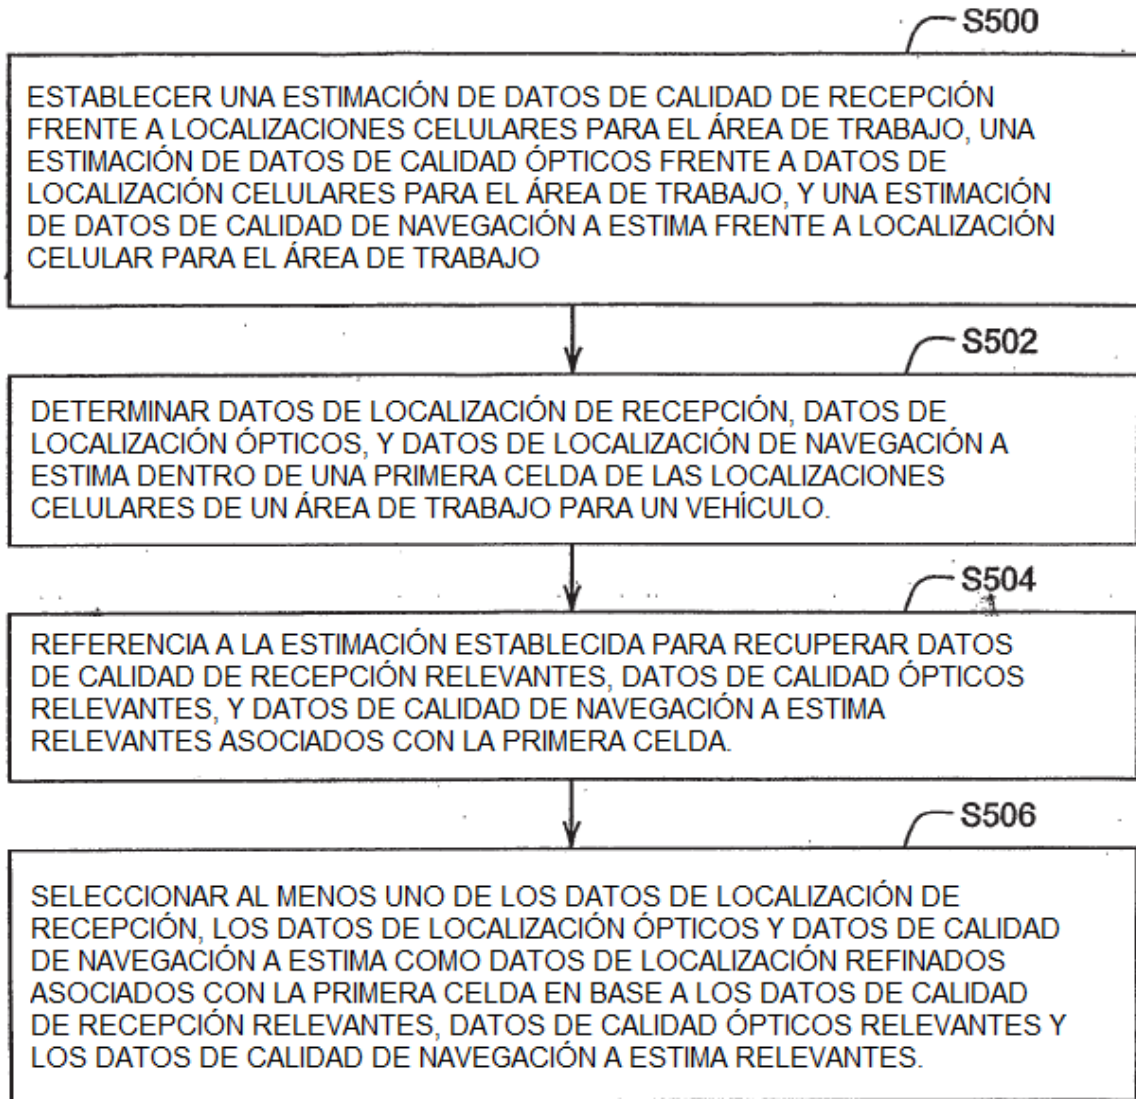 S500
ESTABLECER UNA ESTIMACIÓN DE DATOS DE CALIDAD DE RECEPCIÓN
FRENTE A LOCALIZACIONES CELULARES PARA EL ÁREA DE TRABAJO, UNA
ESTIMACIÓN DE DATOS DE CALIDAD ÓPTICOS FRENTE A DATOS DE
LOCALIZACIÓN CELULARES PARA EL ÁREA DE TRABAJO, Y UNA ESTIMACIÓN
DE DATOS DE CALIDAD DE NAVEGACIÓN A ESTIMA FRENTE A LOCALIZACIÓN
CELULAR PARA EL ÁREA DE TRABAJO
S502
DETERMINAR DATOS DE LOCALIZACIÓN DE RECEPCIÓN, DATOS DE
LOCALIZACIÓN ÓPTICOS, Y DATOS DE LOCALIZACIÓN DE NAVEGACIÓN A
ESTIMA DENTRO DE UNA PRIMERA CELDA DE LAS LOCALIZACIONES
CELULARES DE UN ÁREA DE TRABAJO PARA UN VEHÍCULO.
S504
REFERENCIA A LA ESTIMACIÓN ESTABLECIDA PARA RECUPERAR DATOS
DE CALIDAD DE RECEPCIÓN RELEVANTES, DATOS DE CALIDAD ÓPTICOS
RELEVANTES, Y DATOS DE CALIDAD DE NAVEGACIÓN A ESTIMA
RELEVANTES ASOCIADOS CON LA PRIMERA CELDA.
S506
SELECCIONAR AL MENOS UNO DE LOS DATOS DE LOCALIZACIÓN DE
RECEPCIÓN, LOS DATOS DE LOCALIZACIÓN ÓPTICOS Y DATOS DE CALIDAD
DE NAVEGACIÓN A ESTIMA COMO DATOS DE LOCALIZACIÓN REFINADOS
ASOCIADOS CON LA PRIMERA CELDA EN BASE A LOS DATOS DE CALIDAD
DE RECEPCIÓN RELEVANTES, DATOS DE CALIDAD ÓPTICOS RELEVANTES Y
LOS DATOS DE CALIDAD DE NAVEGACIÓN A ESTIMA RELEVANTES.